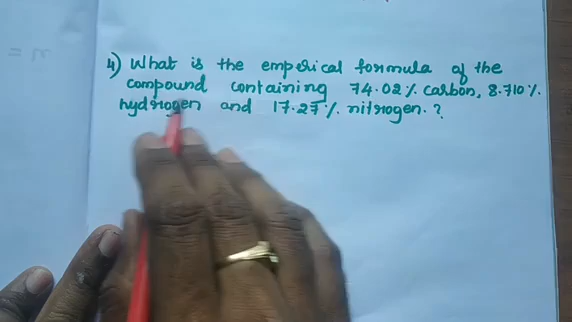 4) What is the emperical formula of the
compound containing 74.02% carbon, 8.710%
hydrogen and 17.27% nitrogen.?
n =